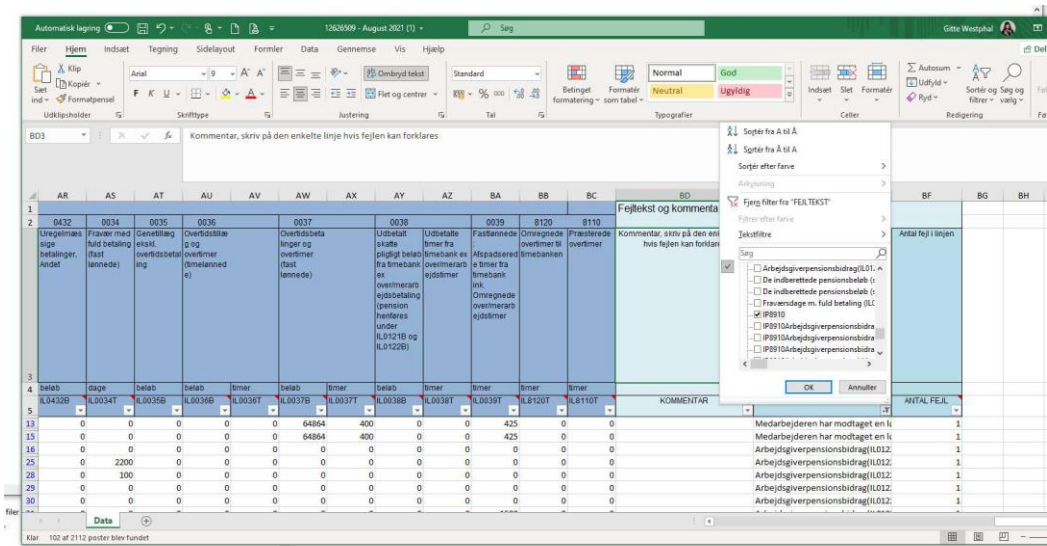 Automatisk lagring
12626509 - August 2021 (1)
Søg
Gitte Westphal
Filer Hjem Indsæt Tegning Sidelayout Formler Data Gennemse Vis Hjælp
Del
Sæt ind
Klip
Kopiér
Formatpensel
Udklipsholder
Arial 9
F K U
Skrifttype
Ombryd tekst
Flet og centrer
Justering
Standard
% 000
Tal
Betinget formatering
Formatér som tabel
Normal God
Neutral Ugyldig
Typografier
Indsæt Slet Formatér
Celler
Autosum
Udfyld
Ryd
Sortér og filtrer
Søg og vælg
Redigering
BD3 fx Kommentar, skriv på den enkelte linje hvis fejlen kan forklares
AR AS AT AU AV AW AX AY AZ BA BB BC BD BF BG BH
1 Fejltekst og kommenta
2 0432 0034 0035 0036 0037 0038 0039 8120 8110
3
Uregelmæs sige betalinger, Andet
Fravær med fuld betaling (fast lønnede)
Genetillæg ekskl. overtidsbetal ing
Overtidstillæ g og overtimer (timelønned e)
Overtidsbeta linger og overtimer (fast lønnede)
Udbetalt skatte pligtigt beløb fra timebank ex over/merarb ejdsbetaling (pension henføres under IL0121B og IL0122B)
Udbetalte timer fra timebank ex over/merarb ejdstimer
Fastlønnede : Afspadsered e timer fra timebank ink. Omregnede over/merarb ejdstimer
Omregnede overtimer til timebanken
Præsterede overtimer
Kommentar, skriv på den enk
hvis fejlen kan forklare
Antal fejl i linjen
4 beløb dage beløb beløb timer beløb timer beløb timer timer timer timer
5 IL0432B IL0034T IL0035B IL0036B IL0036T IL0037B IL0037T IL0038B IL0038T IL0039T IL8120T IL8110T KOMMENTAR ANTAL FEJL
13 0 0 0 0 0 64864 400 0 0 425 0 0 Medarbejderen har modtaget en lø 1
15 0 0 0 0 0 64864 400 0 0 425 0 0 Medarbejderen har modtaget en lø 1
16 0 0 0 0 0 0 0 0 0 0 0 0 Arbejdsgiverpensionsbidrag(IL012. 1
25 0 2200 0 0 0 0 0 0 0 0 0 0 Arbejdsgiverpensionsbidrag(IL012. 1
28 0 100 0 0 0 0 0 0 0 0 0 0 Arbejdsgiverpensionsbidrag(IL012. 1
29 0 0 0 0 0 0 0 0 0 0 0 0 Arbejdsgiverpensionsbidrag(IL012. 1
30 0 0 0 0 0 0 0 0 0 0 0 0 Arbejdsgiverpensionsbidrag(IL012. 1
Sortér fra A til Å
Sortér fra Å til A
Sortér efter farve
Arkvisning
Fjern filter fra "FEJLTEKST"
Filtrer efter farve
Tekstfiltre
Søg
Arbejdsgiverpensionsbidrag(IL01.
De indberettede pensionsbeløb (
De indberettede pensionsbeløb (
Fraværsdage m. fuld betaling (IL0
IP8910
IP8910Arbejdsgiverpensionsbidra
IP8910Arbejdsgiverpensionsbidra
IP8910Arbejdsgiverpensionsbidra
OK Annuller
filer
Data
Klar 102 af 2112 poster blev fundet